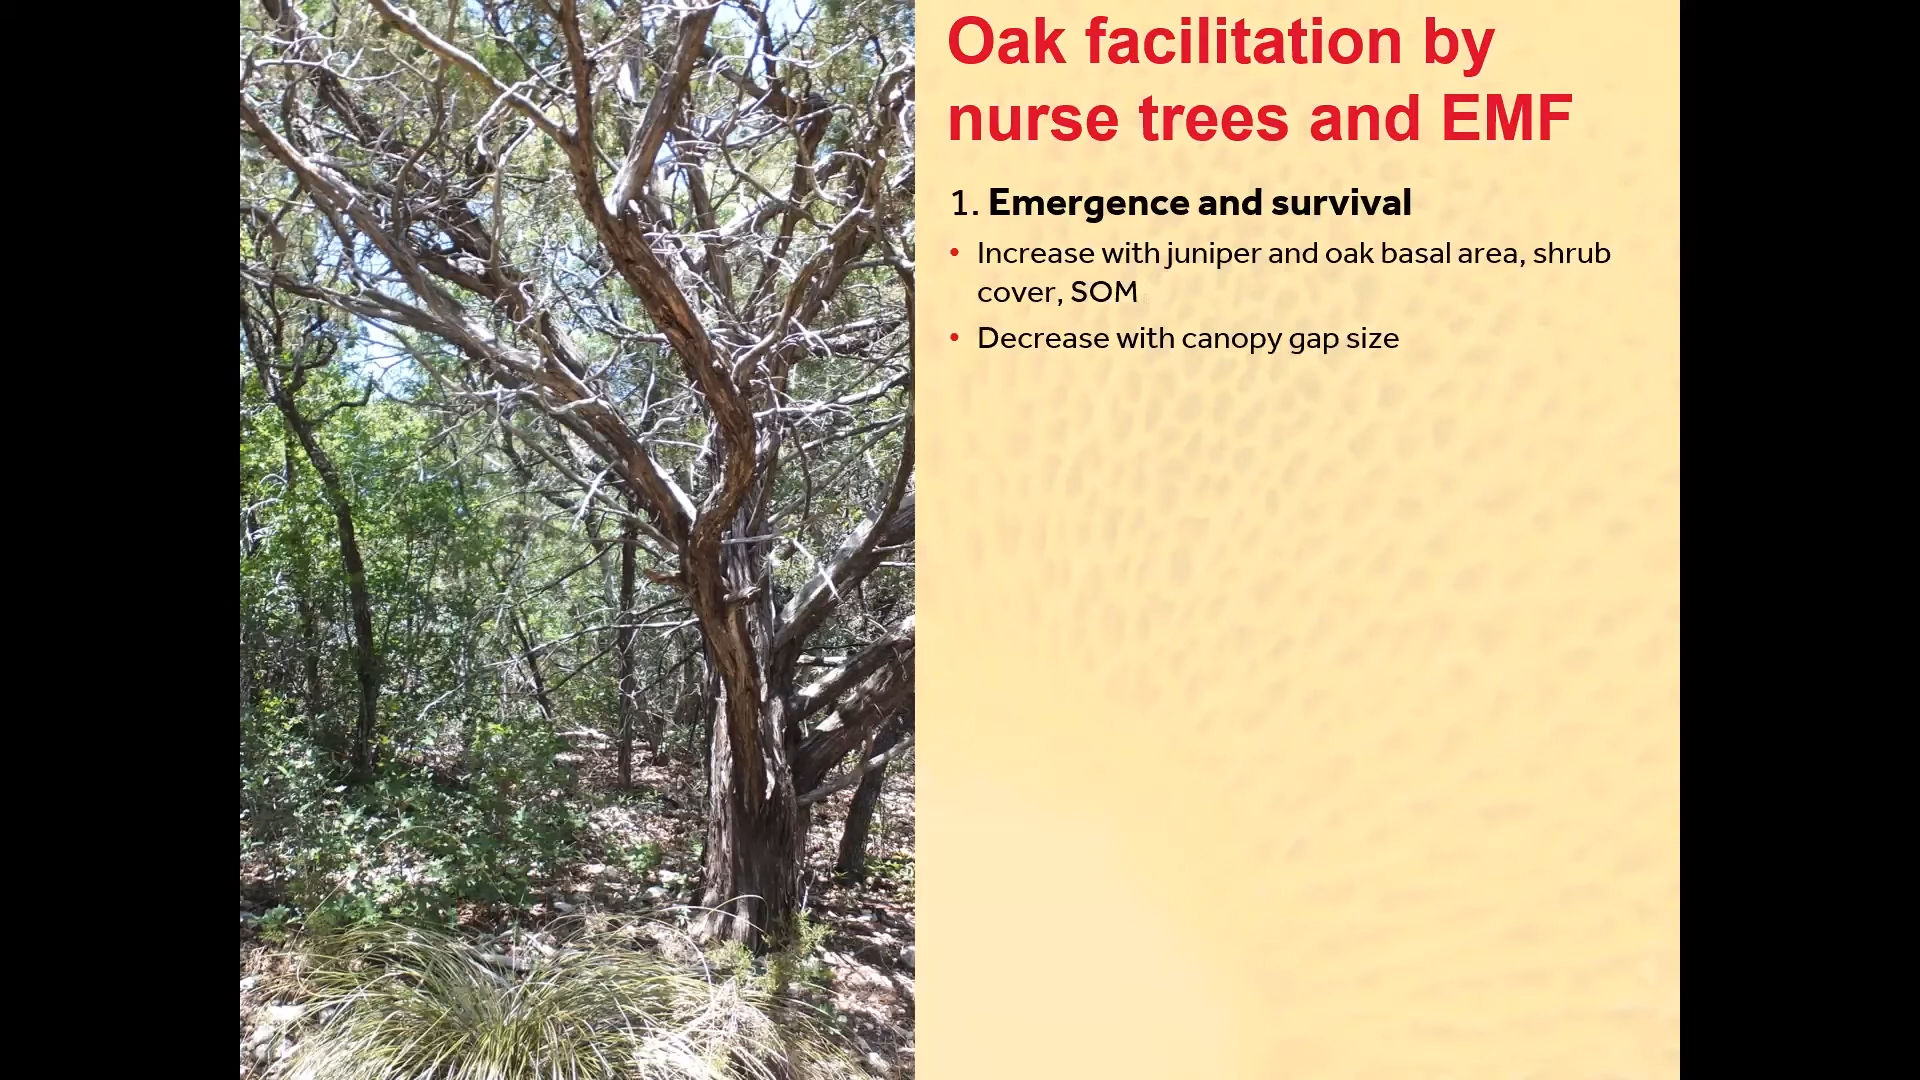 Oak facilitation by
nurse trees and EMF
1. Emergence and survival
• Increase with juniper and oak basal area, shrub
cover, SOM
• Decrease with canopy gap size